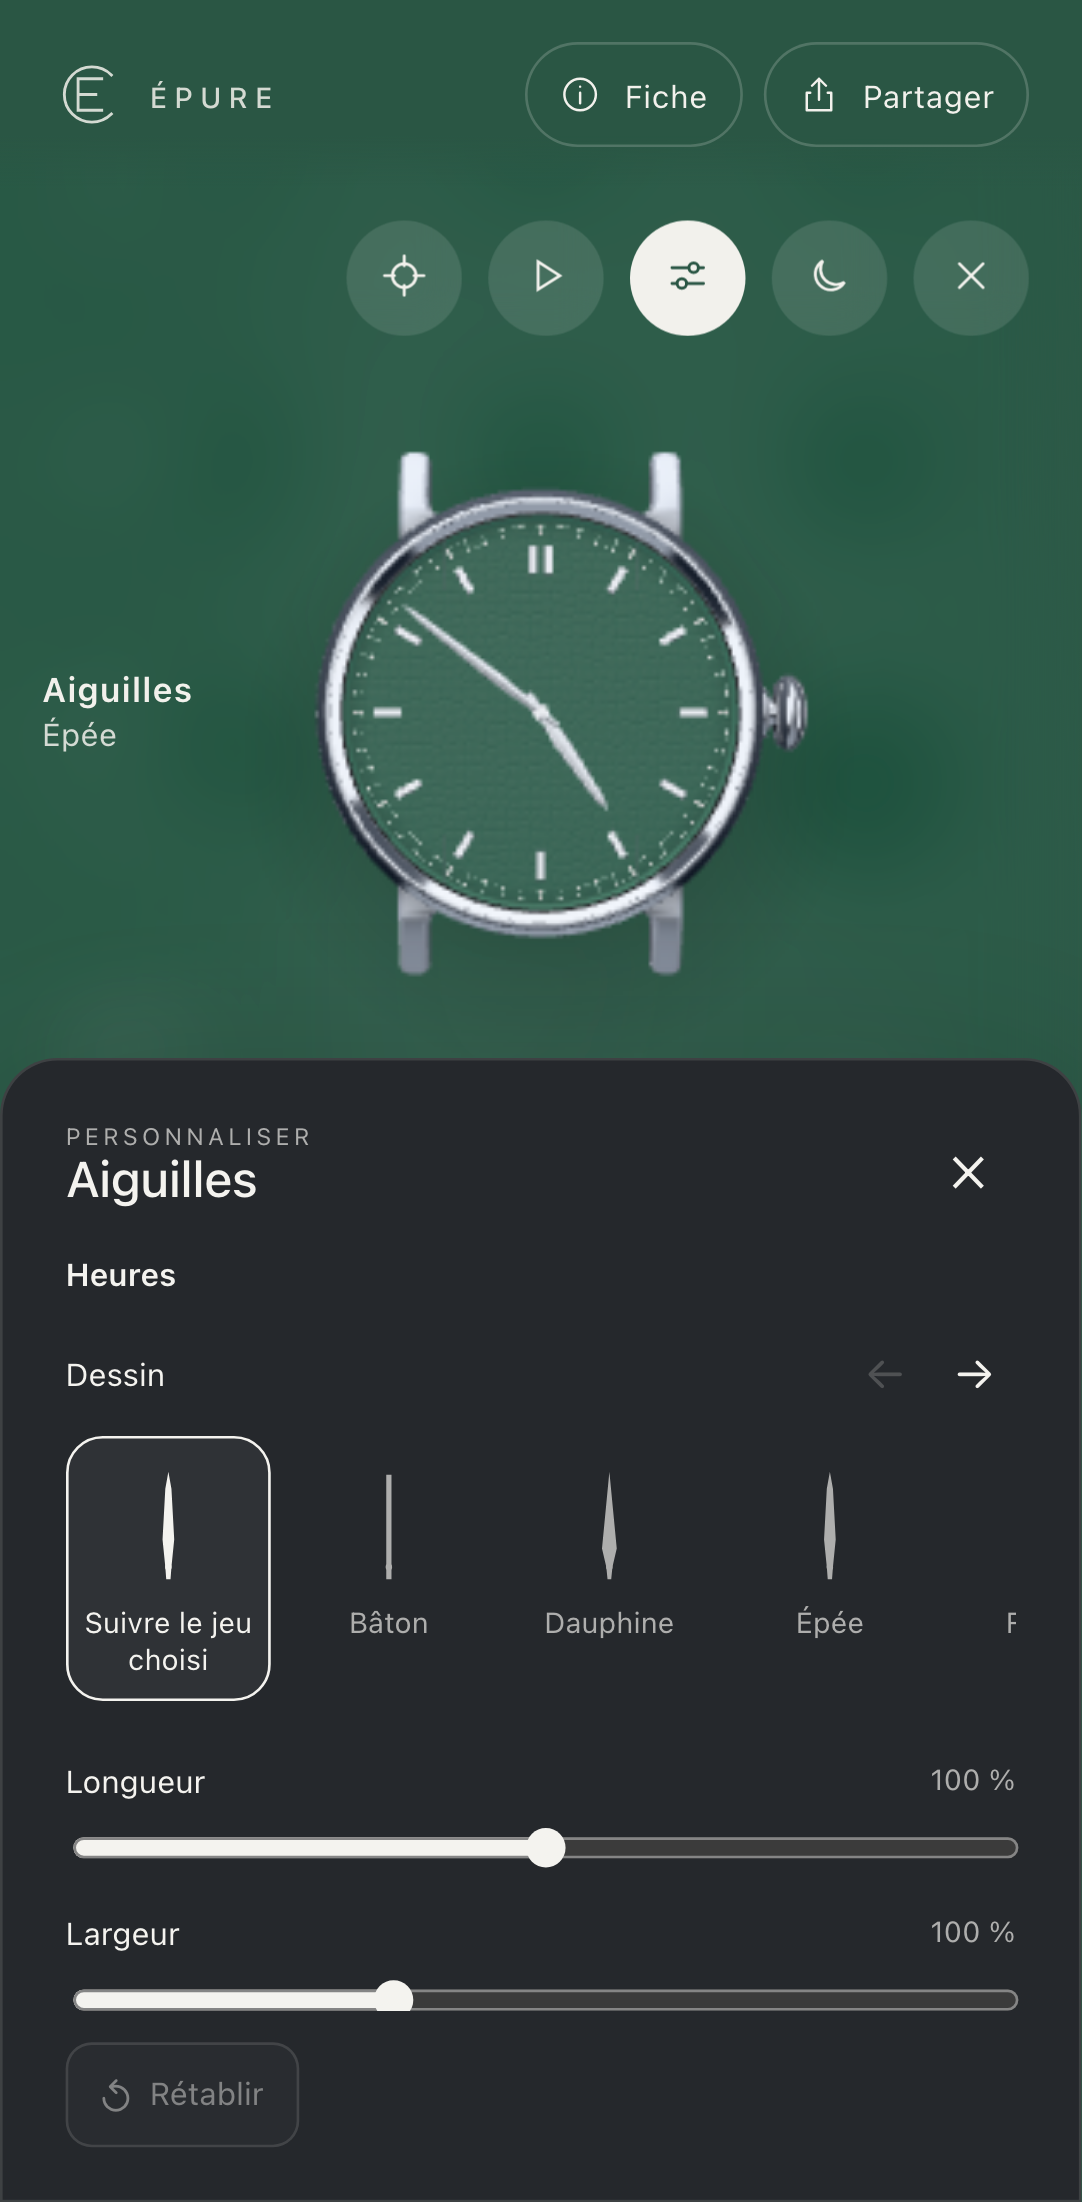 ÉPURE
Fiche
Partager
Aiguilles
Épée
PERSONNALISER
Aiguilles
Heures
Dessin
Suivre le jeu
choisi
Bâton
Dauphine
Épée
Longueur
100 %
Largeur
100 %
Rétablir